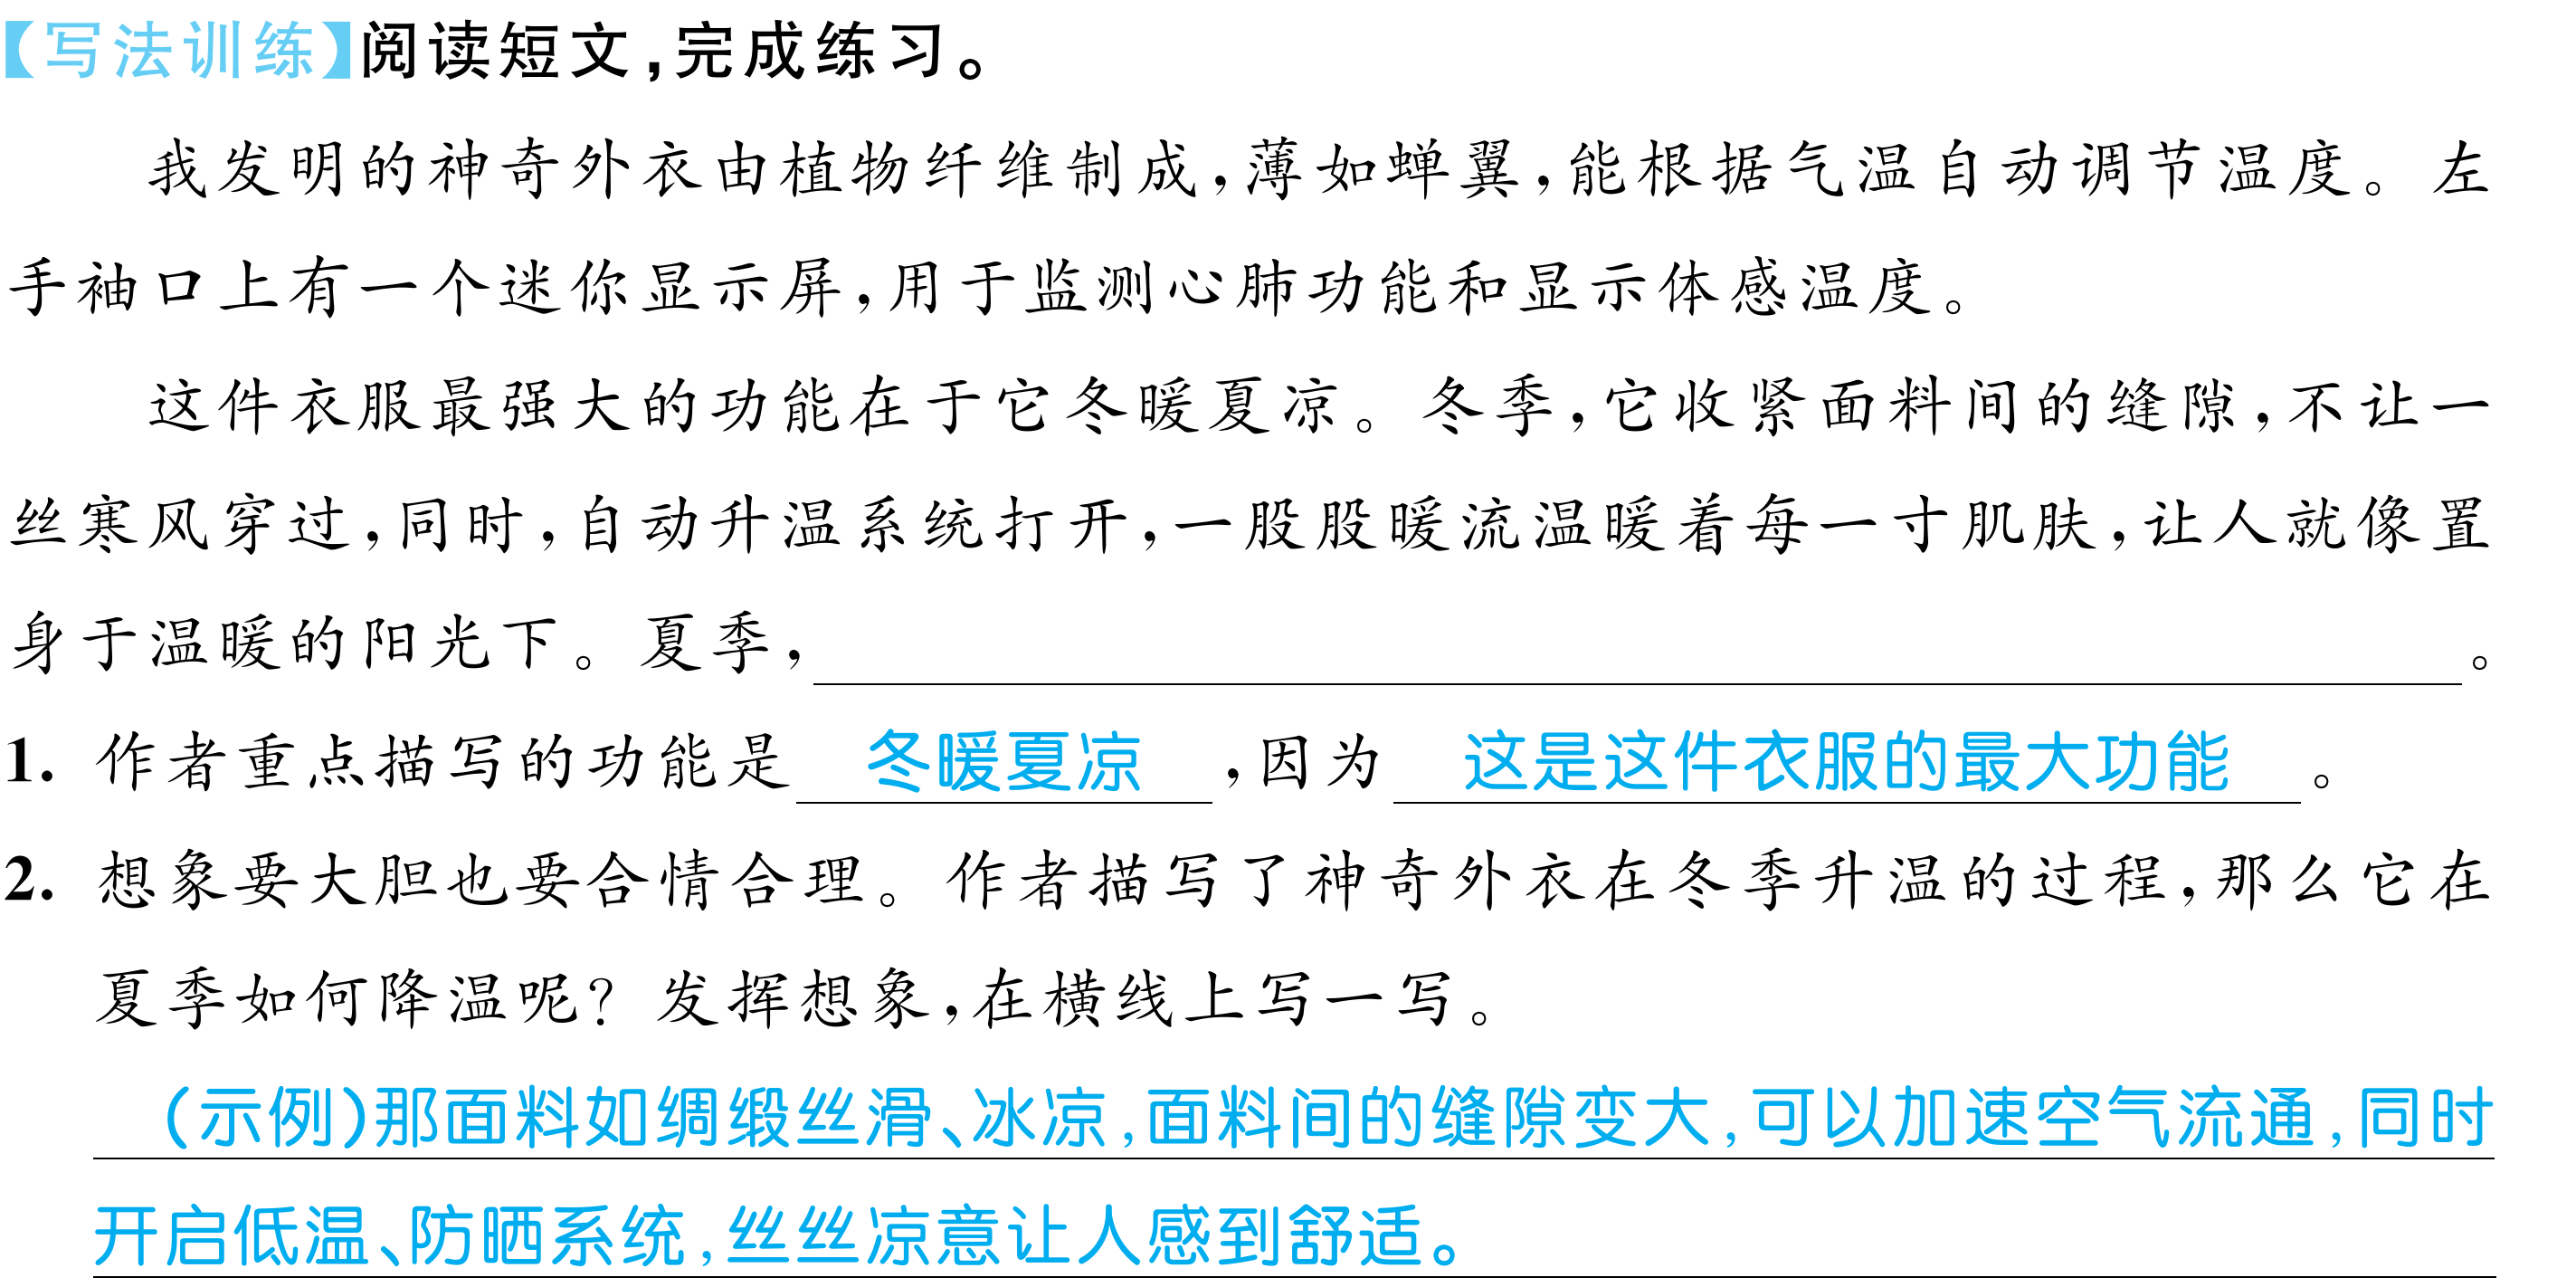 【写法训练】阅读短文,完成练习。
我发明的神奇外衣由植物纤维制成,薄如蝉翼,能根据气温自动调节温度。左
手袖口上有一个迷你显示屏,用于监测心肺功能和显示体感温度。
这件衣服最强大的功能在于它冬暖夏凉。冬季,它收紧面料间的缝隙,不让一
丝寒风穿过,同时,自动升温系统打开,一股股暖流温暖着每一寸肌肤,让人就像置
身于温暖的阳光下。夏季,。
1. 作者重点描写的功能是 冬暖夏凉 ,因为 这是这件衣服的最大功能 。
2. 想象要大胆也要合情合理。作者描写了神奇外衣在冬季升温的过程,那么它在
夏季如何降温呢?发挥想象,在横线上写一写。
(示例)那面料如绸缎丝滑、冰凉,面料间的缝隙变大,可以加速空气流通,同时
开启低温、防晒系统,丝丝凉意让人感到舒适。